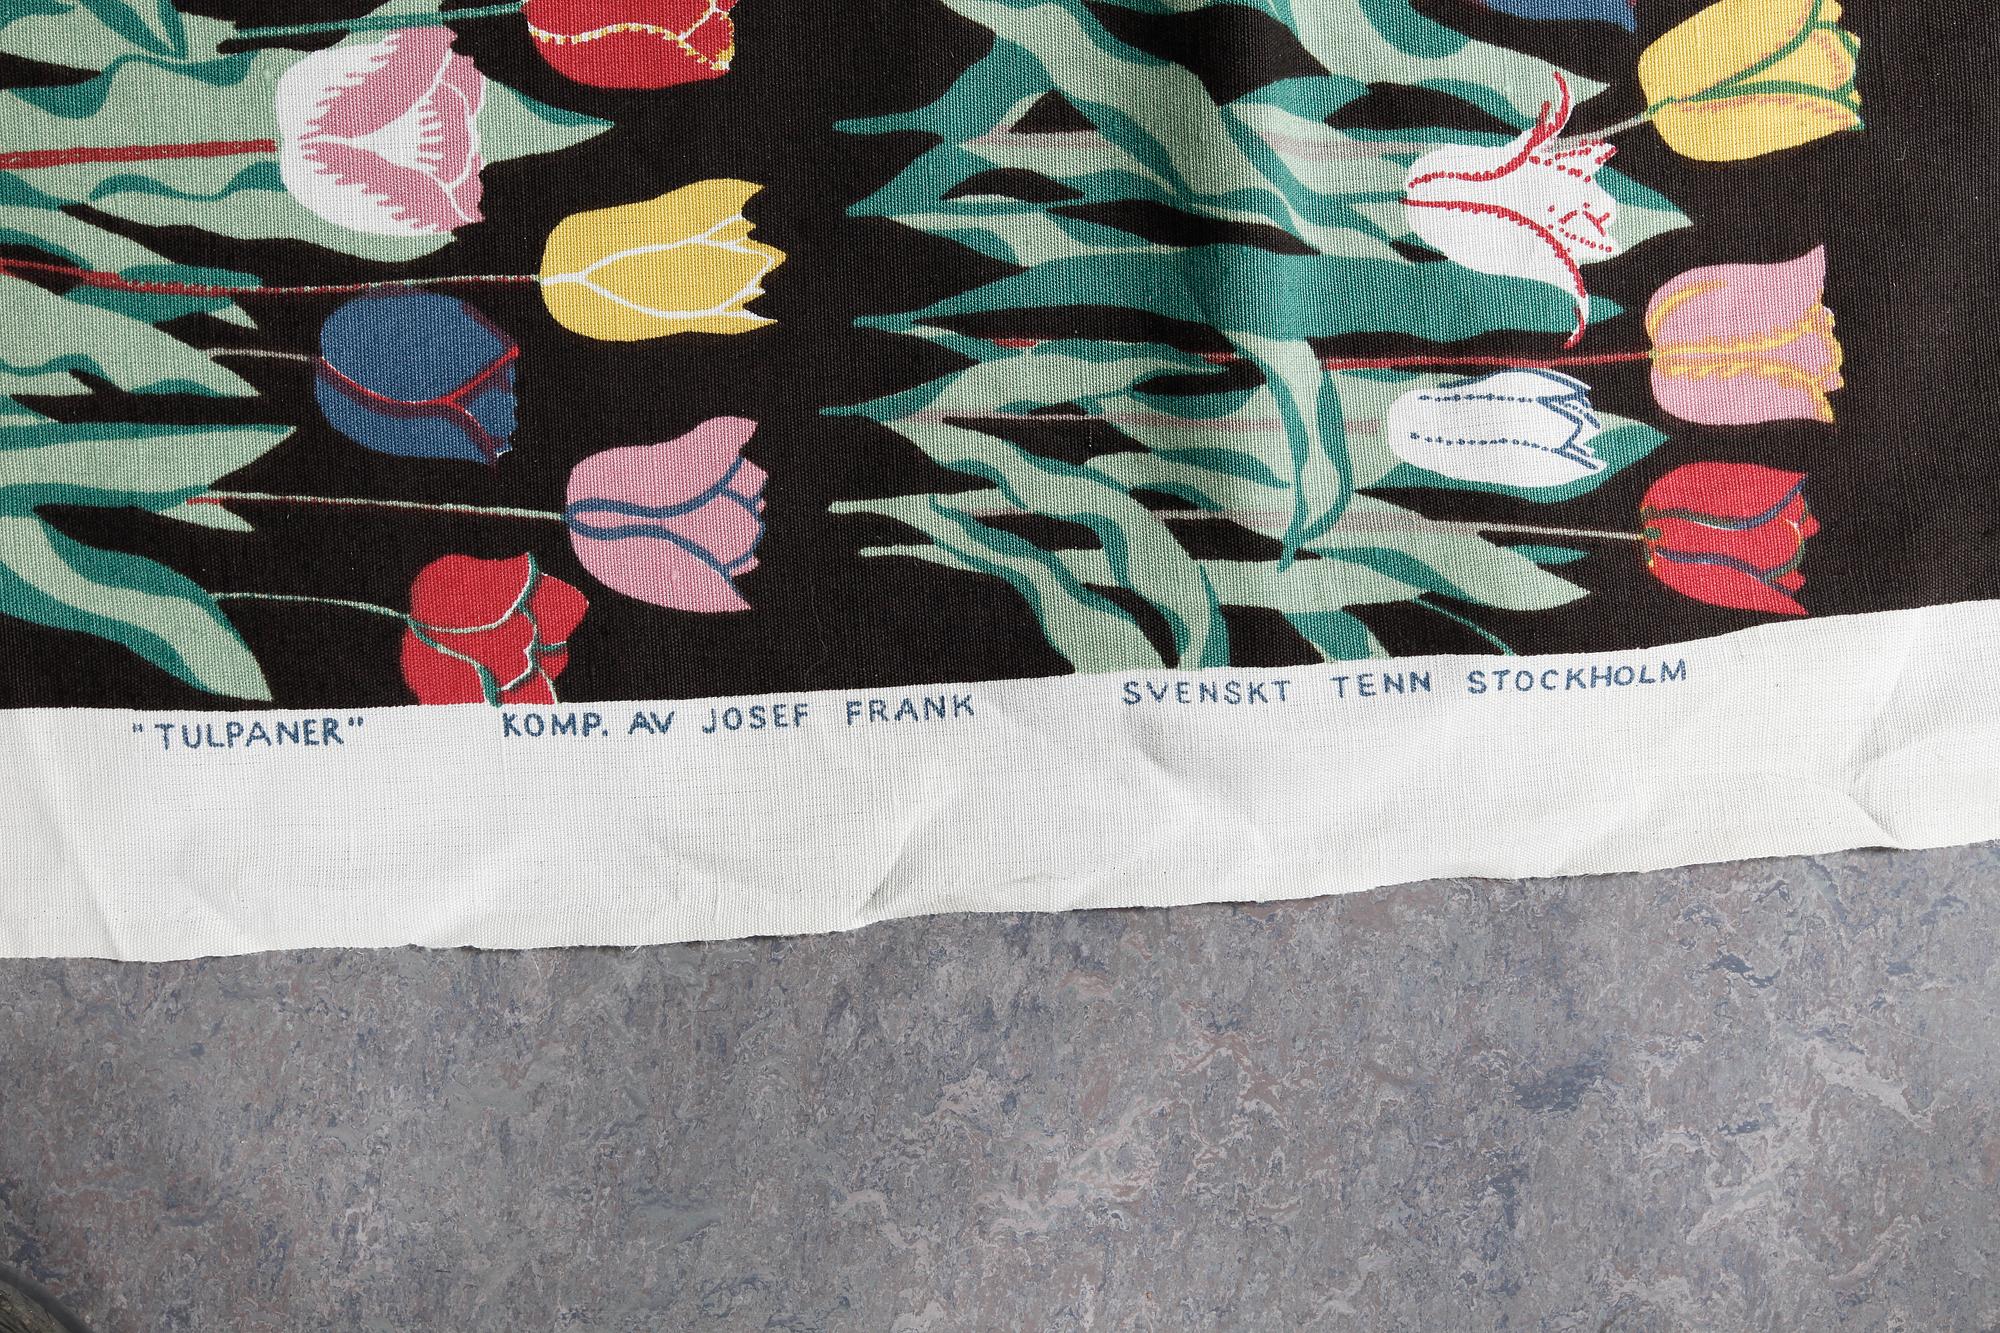 "TULPANER" KOMP. AV JOSEF FRANK SVENSKT TENN STOCKHOLM